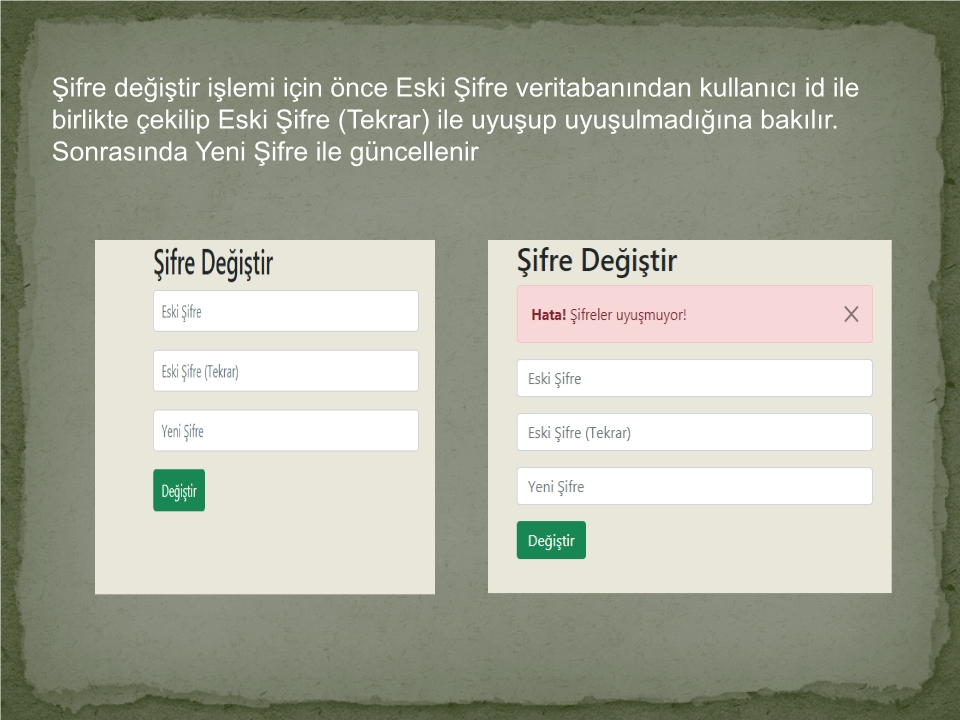 Şifre değiştir işlemi için önce Eski Şifre veritabanından kullanıcı id ile
birlikte çekilip Eski Şifre (Tekrar) ile uyuşup uyuşulmadığına bakılır.
Sonrasında Yeni Şifre ile güncellenir
Şifre Değiştir
Eski Şifre
Eski Şifre (Tekrar)
Yeni Şifre
Değiştir
Şifre Değiştir
Hata! Şifreler uyuşmuyor!
Eski Şifre
Eski Şifre (Tekrar)
Yeni Şifre
Değiştir